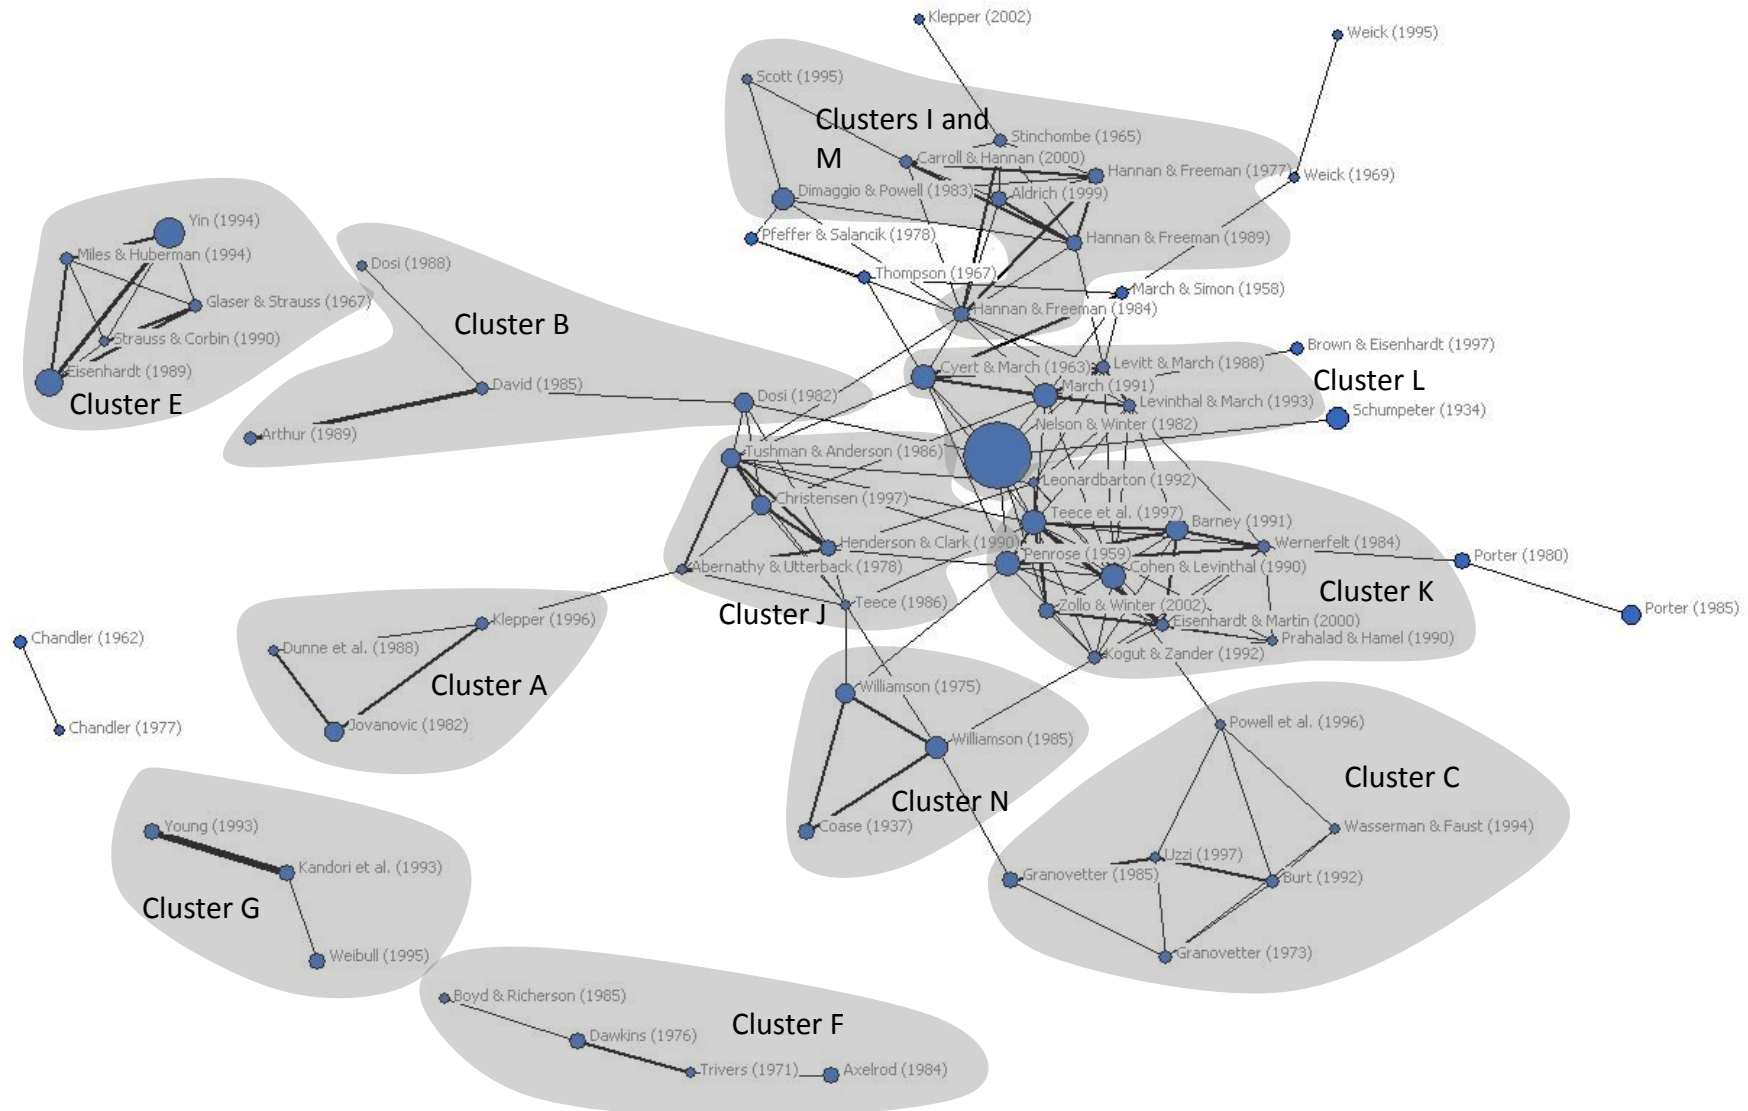 Klepper (2002)
Weick (1995)
Scott (1995)
Clusters I and
M
Stinchombe (1965)
Carroll & Hannan (2000)
Hannan & Freeman (1977)
Weick (1969)
Dimaggio & Powell (1983)
Aldrich (1999)
Yin (1994)
Pfeffer & Salancik (1978)
Hannan & Freeman (1989)
Miles & Huberman (1994)
Dosi (1988)
Thompson (1967)
March & Simon (1958)
Glaser & Strauss (1967)
Hannan & Freeman (1984)
Cluster B
Strauss & Corbin (1990)
Brown & Eisenhardt (1997)
Levitt & March (1988)
Cyert & March (1963)
Eisenhardt (1989)
Cluster L
David (1985)
March (1991)
Cluster E
Dosi (1982)
Levinthal & March (1993)
Schumpeter (1934)
Nelson & Winter (1982)
Arthur (1989)
Tushman & Anderson (1986)
Leonardbarton (1992)
Christensen (1997)
Teece et al. (1997)
Barney (1991)
Henderson & Clark (1990)
Wernerfelt (1984)
Penrose (1959)
Porter (1980)
Abernathy & Utterback (1978)
Cohen & Levinthal (1990)
Cluster K
Teece (1986)
Cluster J
Zollo & Winter (2002)
Porter (1985)
Klepper (1996)
Eisenhardt & Martin (2000)
Chandler (1962)
Prahalad & Hamel (1990)
Dunne et al. (1988)
Kogut & Zander (1992)
Cluster A
Williamson (1975)
Jovanovic (1982)
Powell et al. (1996)
Chandler (1977)
Williamson (1985)
Cluster C
Cluster N
Young (1993)
Coase (1937)
Wasserman & Faust (1994)
Uzzi (1997)
Kandori et al. (1993)
Granovetter (1985)
Burt (1992)
Cluster G
Weibull (1995)
Granovetter (1973)
Boyd & Richerson (1985)
Cluster F
Dawkins (1976)
Trivers (1971)
Axelrod (1984)